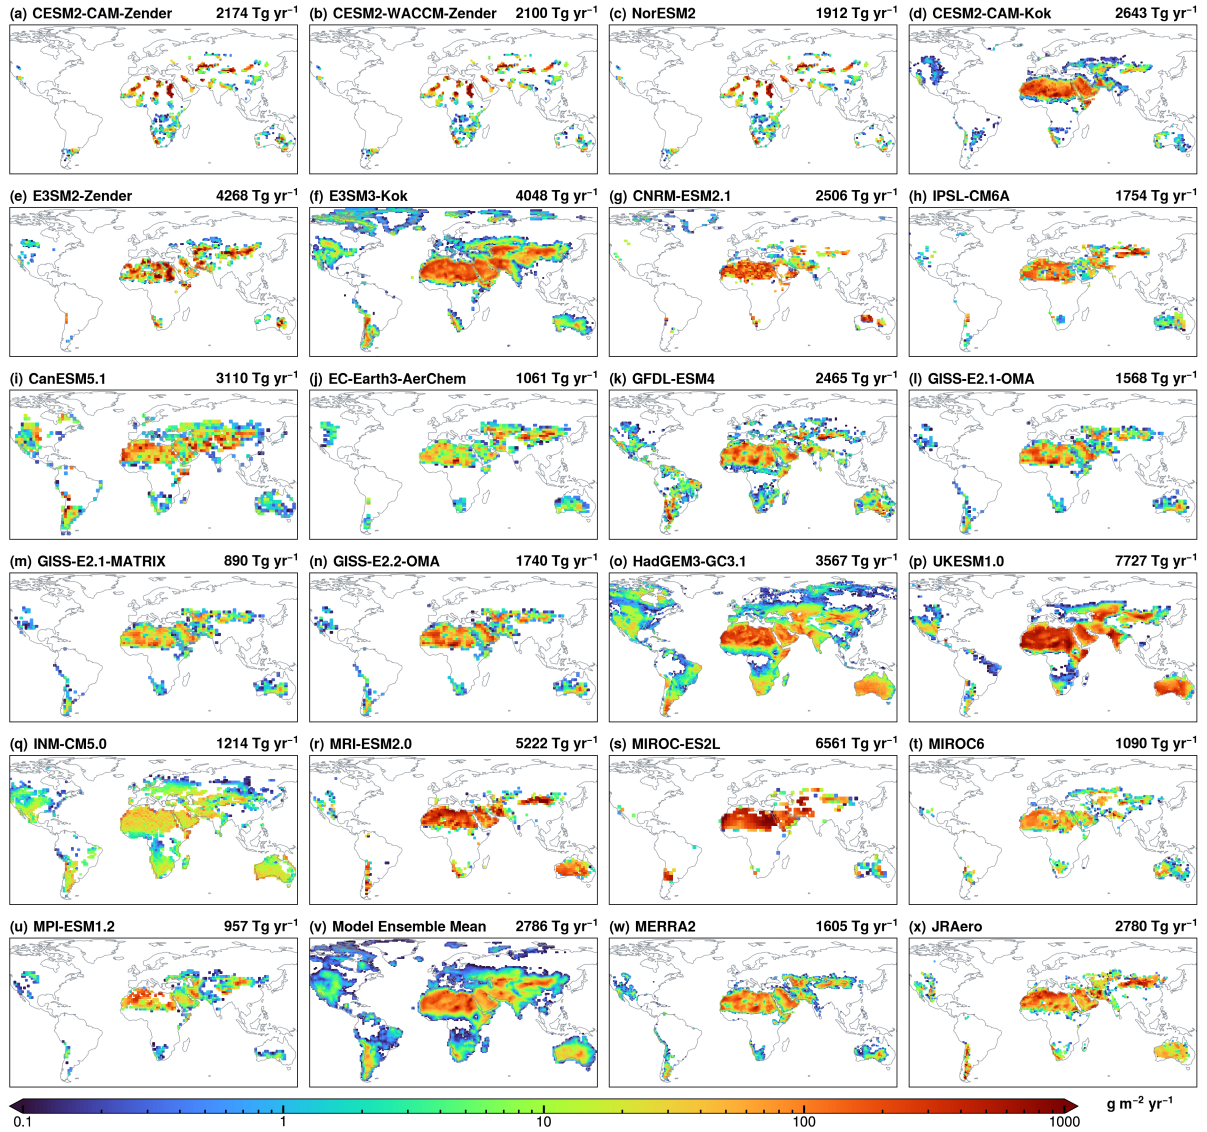 (a) CESM2-CAM-Zender 2174 Tg yr⁻¹
(b) CESM2-WACCM-Zender 2100 Tg yr⁻¹
(c) NorESM2 1912 Tg yr⁻¹
(d) CESM2-CAM-Kok 2643 Tg yr⁻¹
(e) E3SM2-Zender 4268 Tg yr⁻¹
(f) E3SM3-Kok 4048 Tg yr⁻¹
(g) CNRM-ESM2.1 2506 Tg yr⁻¹
(h) IPSL-CM6A 1754 Tg yr⁻¹
(i) CanESM5.1 3110 Tg yr⁻¹
(j) EC-Earth3-AerChem 1061 Tg yr⁻¹
(k) GFDL-ESM4 2465 Tg yr⁻¹
(l) GISS-E2.1-OMA 1568 Tg yr⁻¹
(m) GISS-E2.1-MATRIX 890 Tg yr⁻¹
(n) GISS-E2.2-OMA 1740 Tg yr⁻¹
(o) HadGEM3-GC3.1 3567 Tg yr⁻¹
(p) UKESM1.0 7727 Tg yr⁻¹
(q) INM-CM5.0 1214 Tg yr⁻¹
(r) MRI-ESM2.0 5222 Tg yr⁻¹
(s) MIROC-ES2L 6561 Tg yr⁻¹
(t) MIROC6 1090 Tg yr⁻¹
(u) MPI-ESM1.2 957 Tg yr⁻¹
(v) Model Ensemble Mean 2786 Tg yr⁻¹
(w) MERRA2 1605 Tg yr⁻¹
(x) JRAero 2780 Tg yr⁻¹
0.1 1 10 100 1000 g m⁻² yr⁻¹